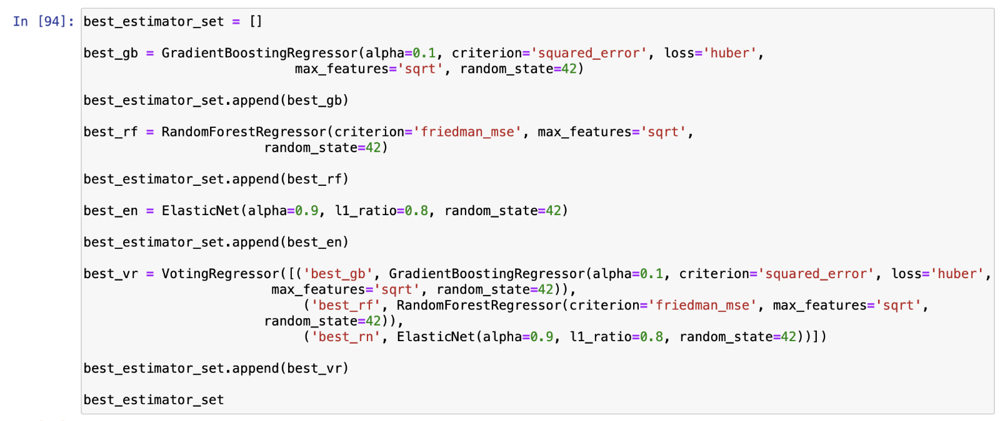 In [94]: best_estimator_set = []
best_gb = GradientBoostingRegressor(alpha=0.1, criterion='squared_error', loss='huber',
max_features='sqrt', random_state=42)
best_estimator_set.append(best_gb)
best_rf = RandomForestRegressor(criterion='friedman_mse', max_features='sqrt',
random_state=42)
best_estimator_set.append(best_rf)
best_en = ElasticNet(alpha=0.9, l1_ratio=0.8, random_state=42)
best_estimator_set.append(best_en)
best_vr = VotingRegressor([('best_gb', GradientBoostingRegressor(alpha=0.1, criterion='squared_error', loss='huber',
max_features='sqrt', random_state=42)),
('best_rf', RandomForestRegressor(criterion='friedman_mse', max_features='sqrt',
random_state=42)),
('best_rn', ElasticNet(alpha=0.9, l1_ratio=0.8, random_state=42))])
best_estimator_set.append(best_vr)
best_estimator_set